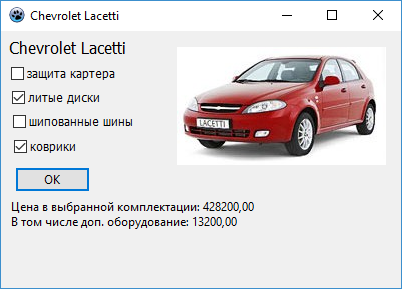 Chevrolet Lacetti
Chevrolet Lacetti
защита картера
литые диски
шипованные шины
коврики
LACETTI
OK
Цена в выбранной комплектации: 428200,00
В том числе доп. оборудование: 13200,00